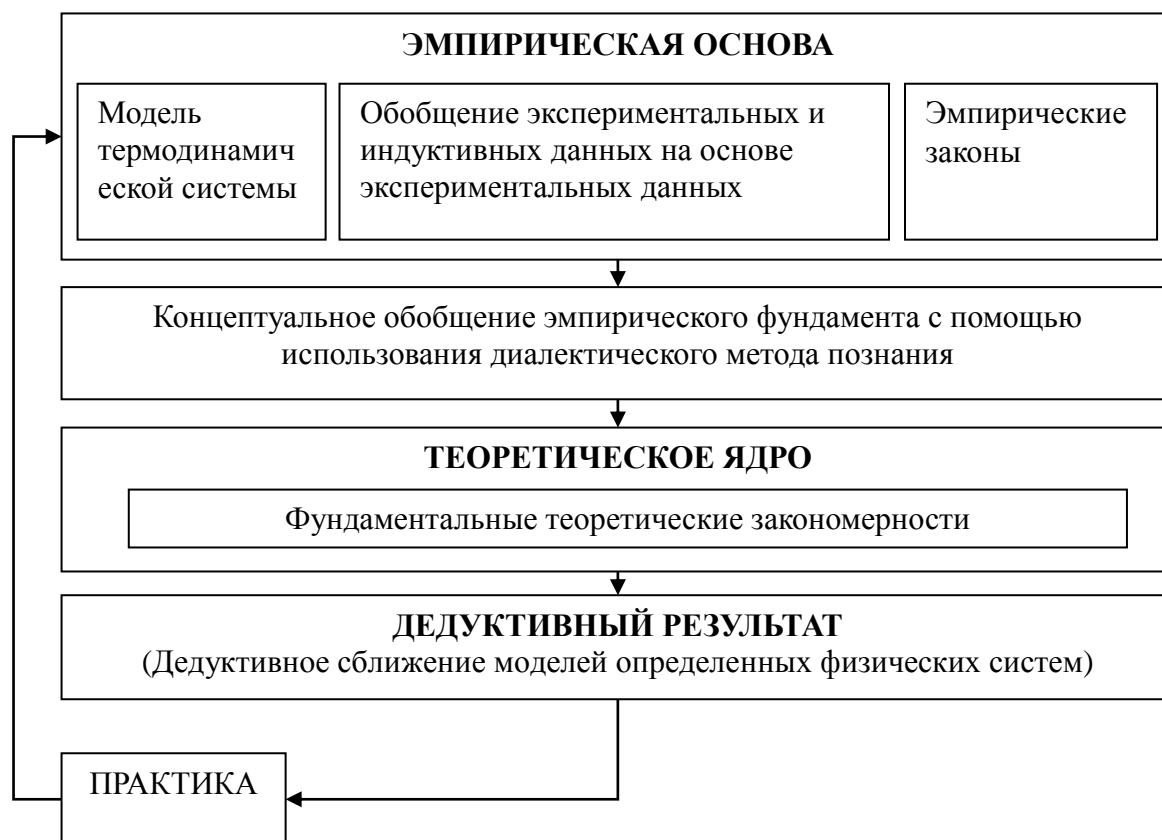 ЭМПИРИЧЕСКАЯ ОСНОВА
Модель
термодинамич
еской системы
Обобщение экспериментальных и
индуктивных данных на основе
экспериментальных данных
Эмпирические
законы
Концептуальное обобщение эмпирического фундамента с помощью
использования диалектического метода познания
ТЕОРЕТИЧЕСКОЕ ЯДРО
Фундаментальные теоретические закономерности
ДЕДУКТИВНЫЙ РЕЗУЛЬТАТ
(Дедуктивное сближение моделей определенных физических систем)
ПРАКТИКА